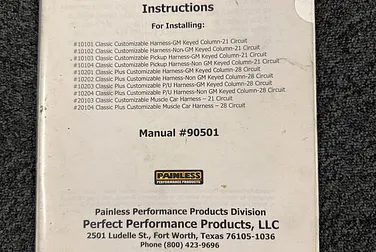 Instructions
For Installing:
#10101 Classic Customizable Harness-GM Keyed Column-21 Circuit
#10102 Classic Customizable Harness-Non GM Keyed Column-21 Circuit
#10103 Classic Customizable Pickup Harness-GM Keyed Column-21 Circuit
#10104 Classic Customizable Pickup Harness-Non GM Keyed Column-21 Circuit
#10201 Classic Plus Customizable Harness-GM Keyed Column-28 Circuit
#10202 Classic Plus Customizable Harness-Non GM Keyed Column-28 Circuit
#10203 Classic Plus Customizable P/U Harness-GM Keyed Column-28 Circuit
#10204 Classic Plus Customizable P/U Harness-Non GM Keyed Column-28 Circuit
#20103 Classic Customizable Muscle Car Harness – 21 Circuit
#20104 Classic Plus Customizable Muscle Car Harness – 28 Circuit
Manual #90501
PAINLESS
PERFORMANCE PRODUCTS
Painless Performance Products Division
Perfect Performance Products, LLC
2501 Ludelle St., Fort Worth, Texas 76105-1036
Phone (800) 423-9696